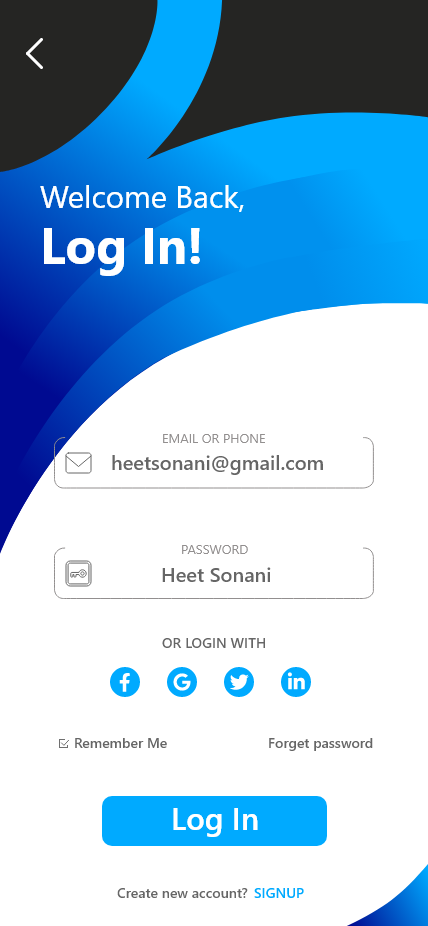 Welcome Back,
Log In!
EMAIL OR PHONE
heetsonani@gmail.com
PASSWORD
Heet Sonani
OR LOGIN WITH
f G in
Remember Me Forget password
Log In
Create new account? SIGNUP